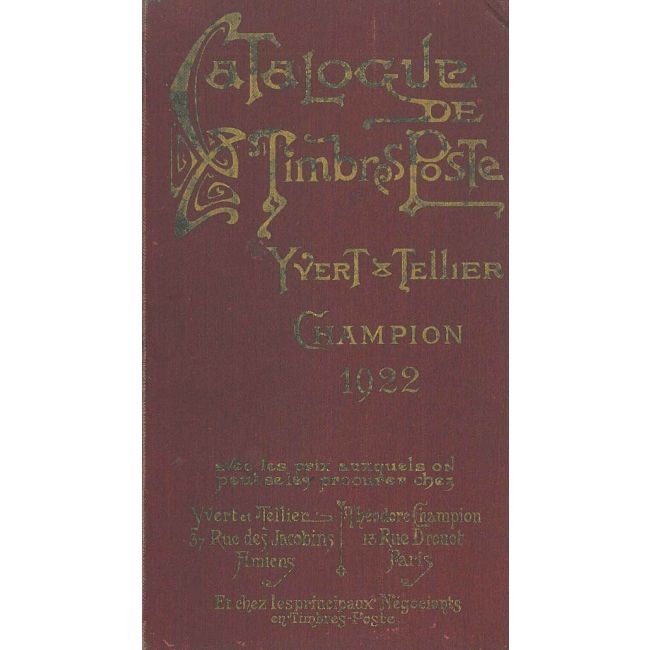 Catalogue
de
Timbres Poste
Yvert & Tellier
Champion
1922
avec les prix auxquels on
peut se les procurer chez
Yvert et Tellier
37 Rue des Jacobins
Amiens
Théodore Champion
13 Rue Drouot
Paris
Et chez les principaux Négociants
en Timbres-Poste